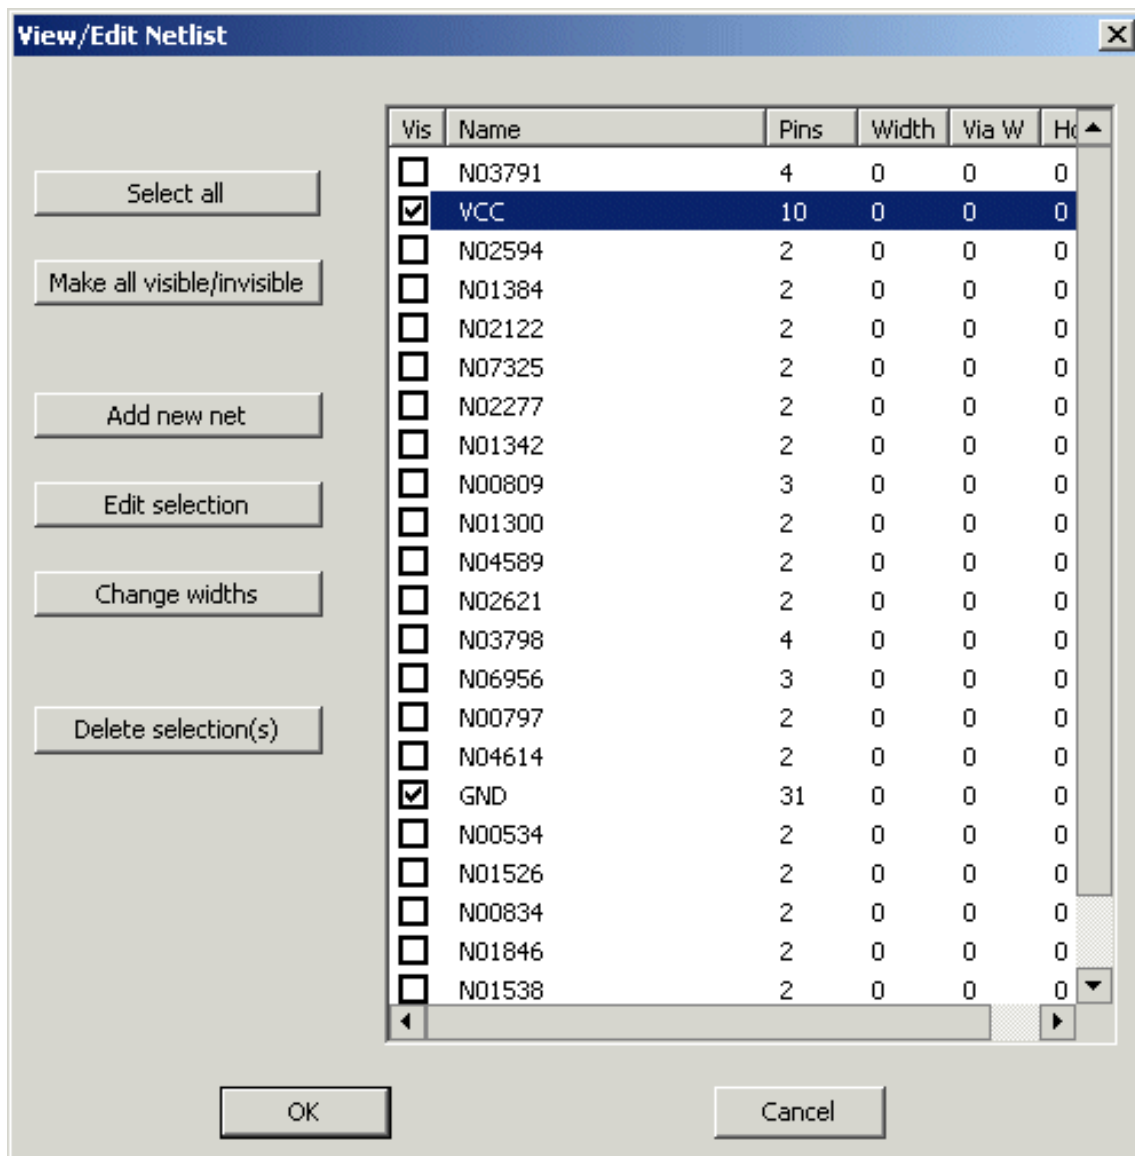 View/Edit Netlist
Vis Name Pins Width Via W Ho
Select all
Make all visible/invisible
Add new net
Edit selection
Change widths
Delete selection(s)
N03791 4 0 0 0
VCC 10 0 0 0
N02594 2 0 0 0
N01384 2 0 0 0
N02122 2 0 0 0
N07325 2 0 0 0
N02277 2 0 0 0
N01342 2 0 0 0
N00809 3 0 0 0
N01300 2 0 0 0
N04589 2 0 0 0
N02621 2 0 0 0
N03798 4 0 0 0
N06956 3 0 0 0
N00797 2 0 0 0
N04614 2 0 0 0
GND 31 0 0 0
N00534 2 0 0 0
N01526 2 0 0 0
N00834 2 0 0 0
N01846 2 0 0 0
N01538 2 0 0 0
OK Cancel